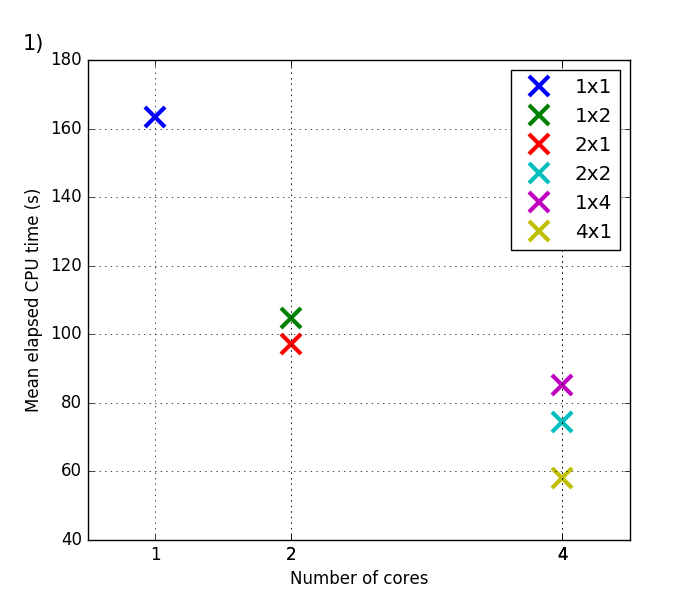 1)
180
160
140
120
100
80
60
40
1x1
1x2
2x1
2x2
1x4
4x1
Mean elapsed CPU time (s)
1 2 4
Number of cores